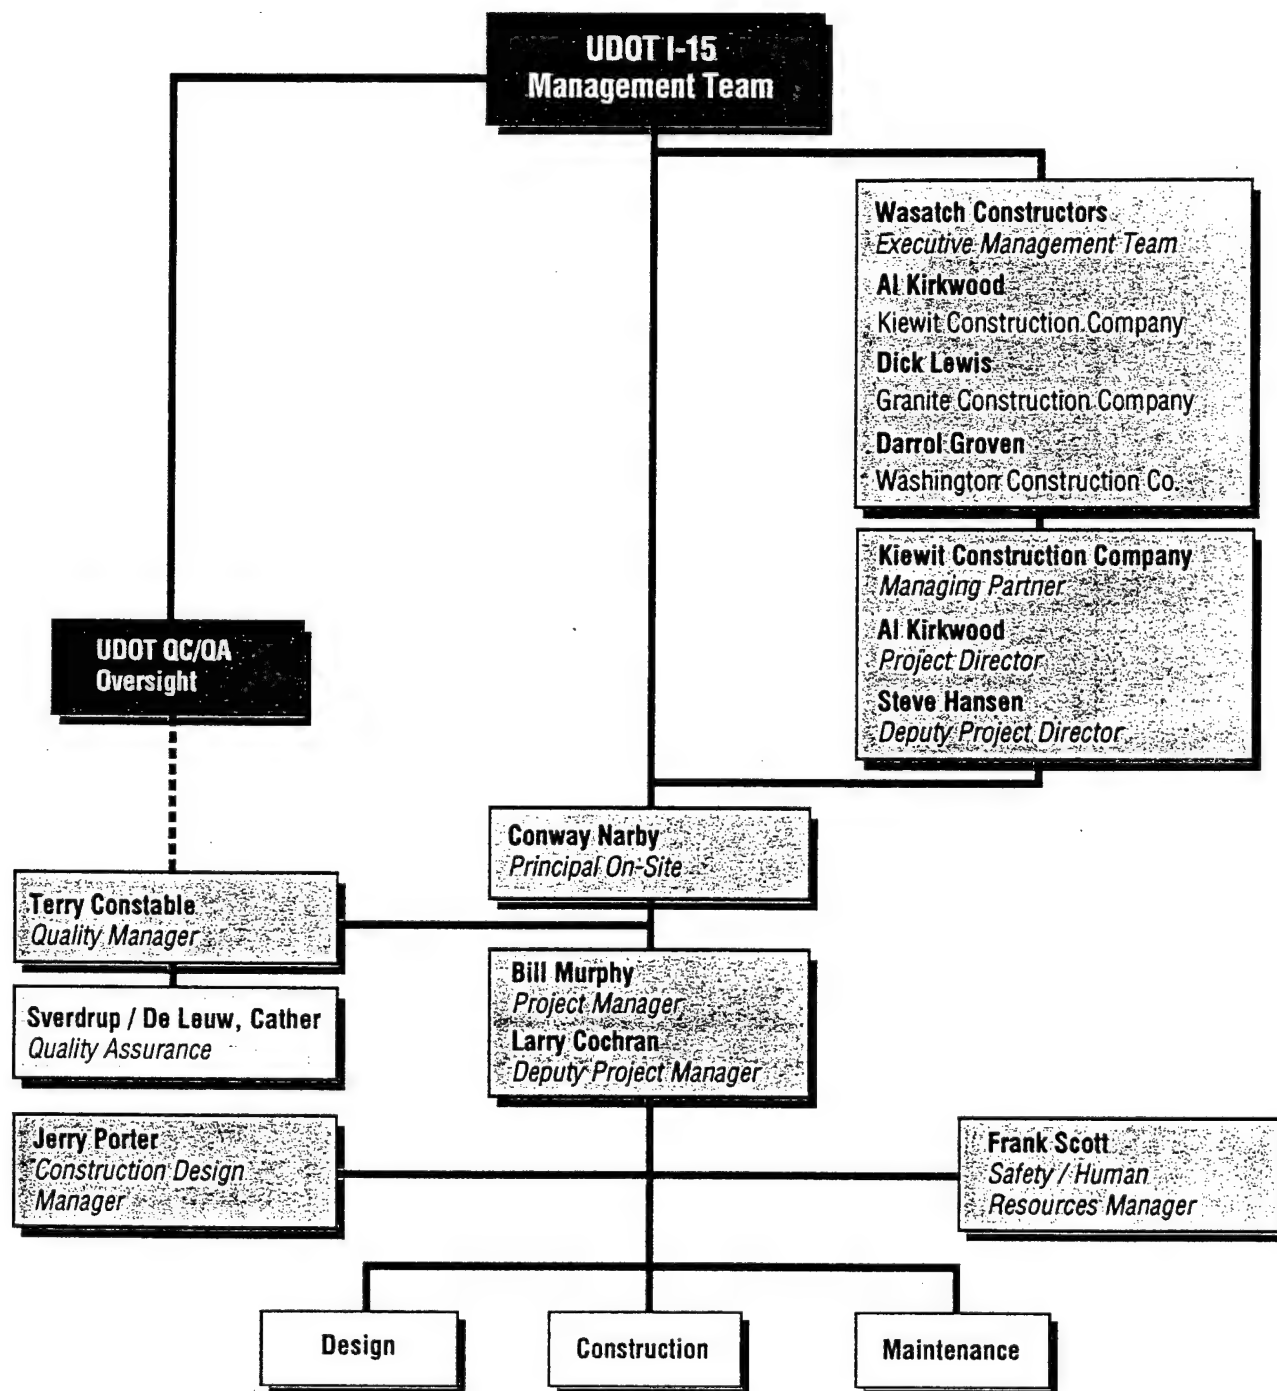 UDOT I-15
Management Team
Wasatch Constructors
Executive Management Team
Al Kirkwood
Kiewit Construction Company
Dick Lewis
Granite Construction Company
Darrol Groven
Washington Construction Co.
Kiewit Construction Company
Managing Partner
Al Kirkwood
Project Director
Steve Hansen
Deputy Project Director
UDOT QC/QA
Oversight
Conway Narby
Principal On-Site
Terry Constable
Quality Manager
Sverdrup / De Leuw, Cather
Quality Assurance
Bill Murphy
Project Manager
Larry Cochran
Deputy Project Manager
Jerry Porter
Construction Design
Manager
Frank Scott
Safety / Human
Resources Manager
Design
Construction
Maintenance